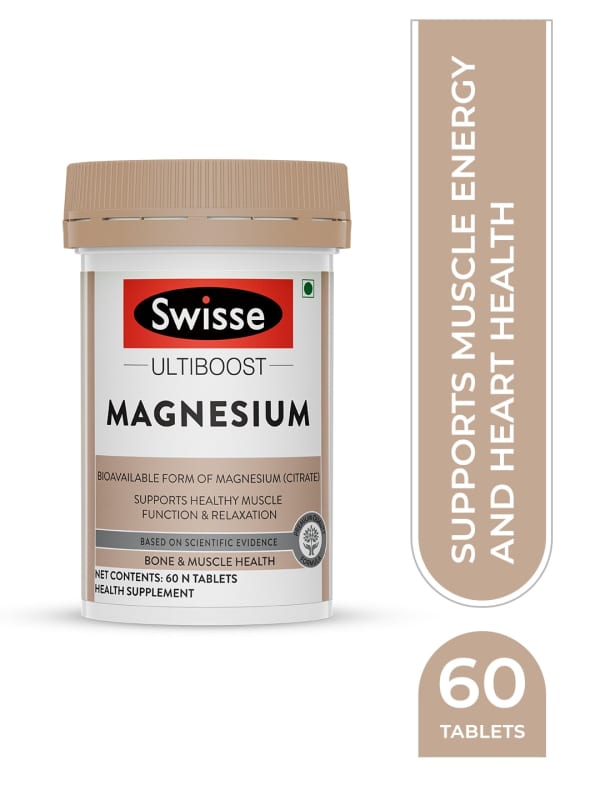 Swisse
ULTIBOOST
MAGNESIUM
BIOAVAILABLE FORM OF MAGNESIUM (CITRATE)
SUPPORTS HEALTHY MUSCLE
FUNCTION & RELAXATION
BASED ON SCIENTIFIC EVIDENCE
BONE & MUSCLE HEALTH
NET CONTENTS: 60 N TABLETS
HEALTH SUPPLEMENT
SUPPORTS MUSCLE ENERGY
AND HEART HEALTH
60
TABLETS